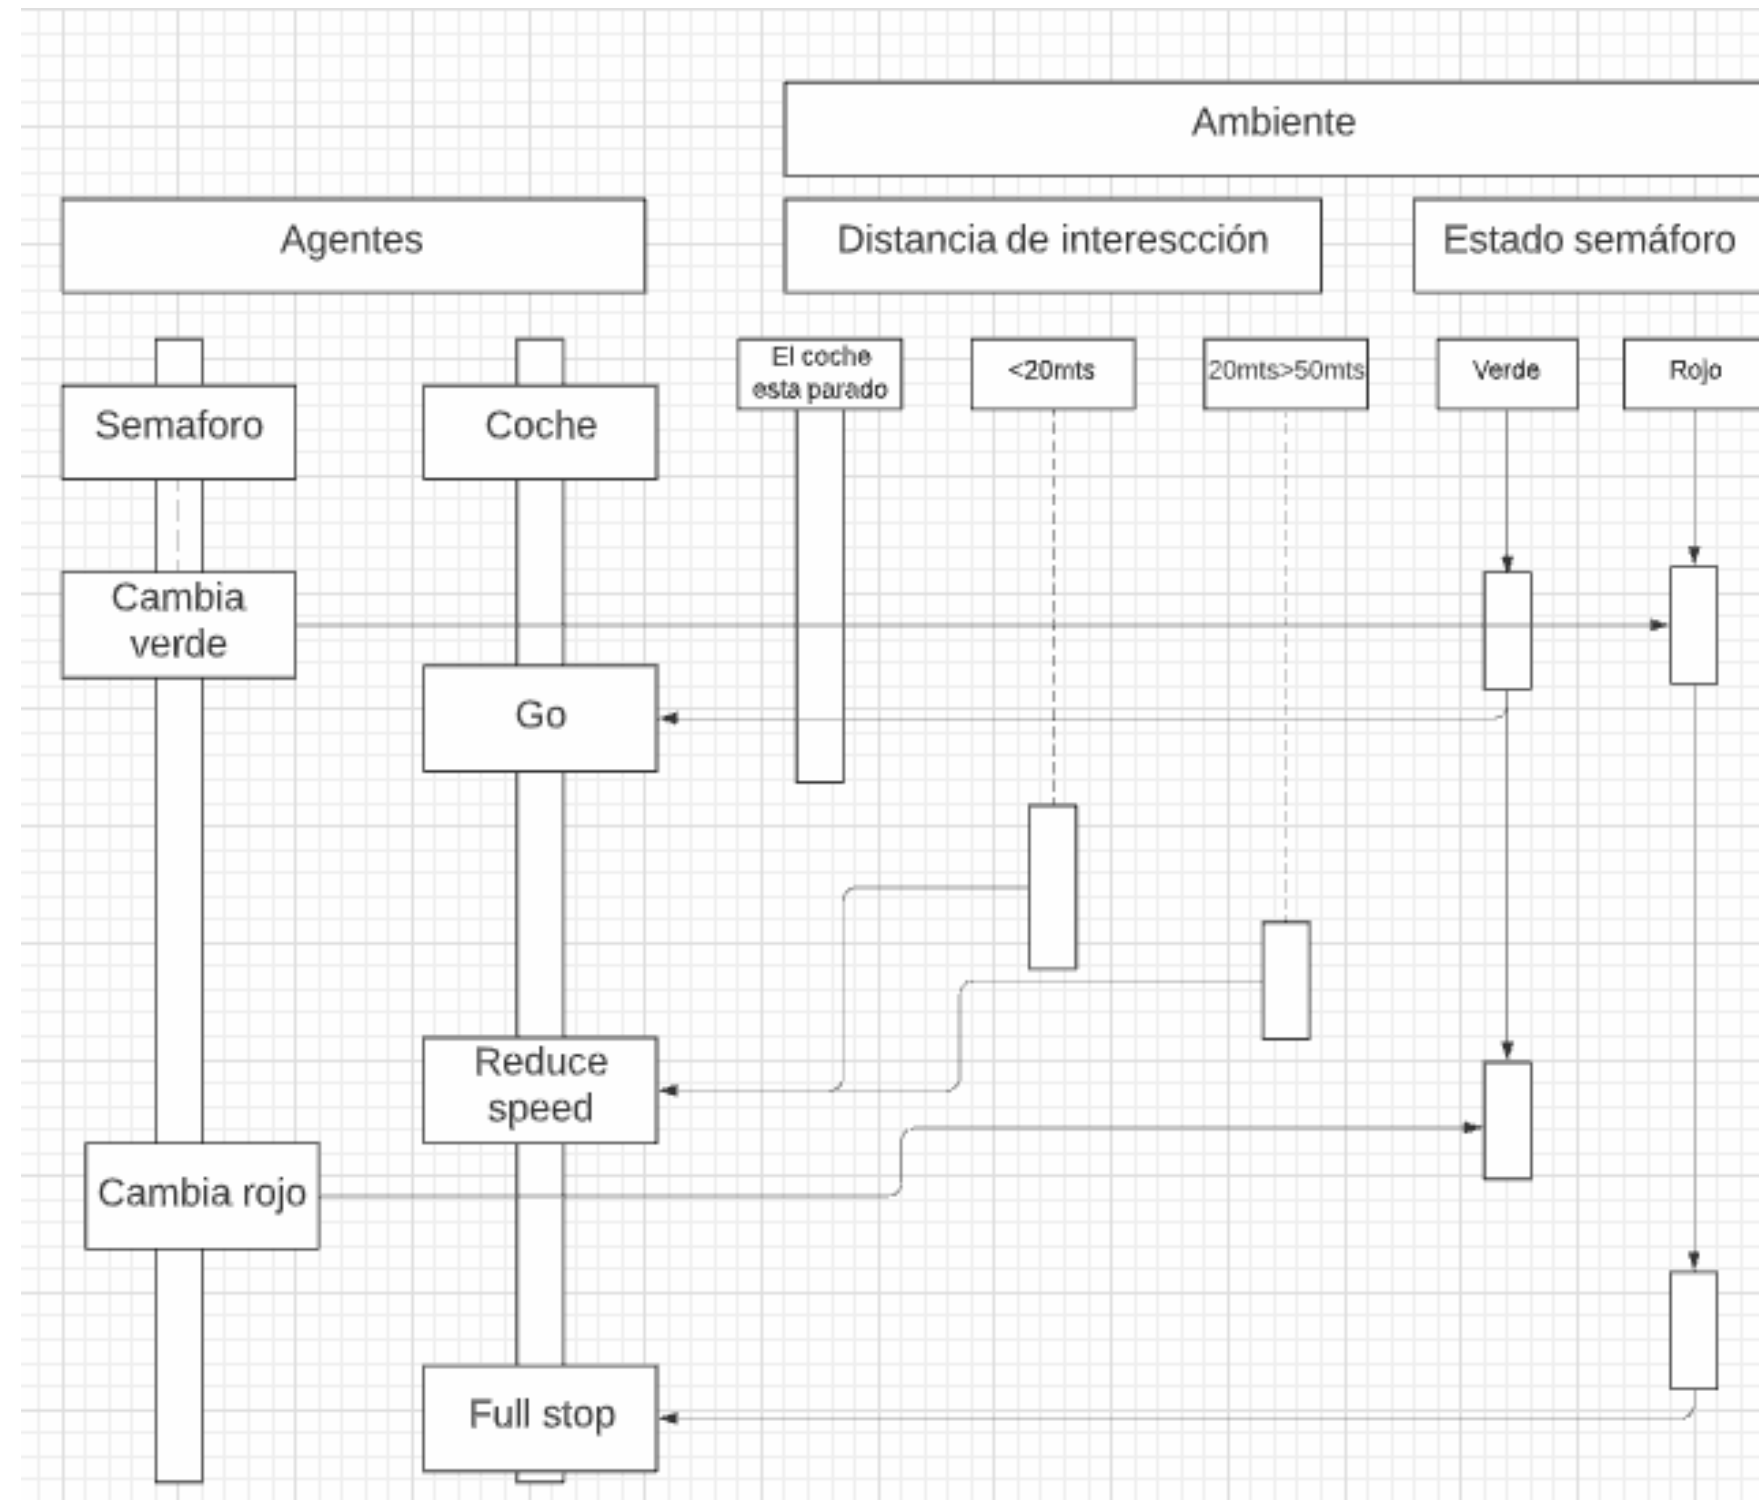 Ambiente
Agentes
Distancia de interescción
Estado semáforo
El coche
esta parado
<20mts
20mts>50mts
Verde
Rojo
Semaforo
Coche
Cambia
verde
Go
Reduce
speed
Cambia rojo
Full stop